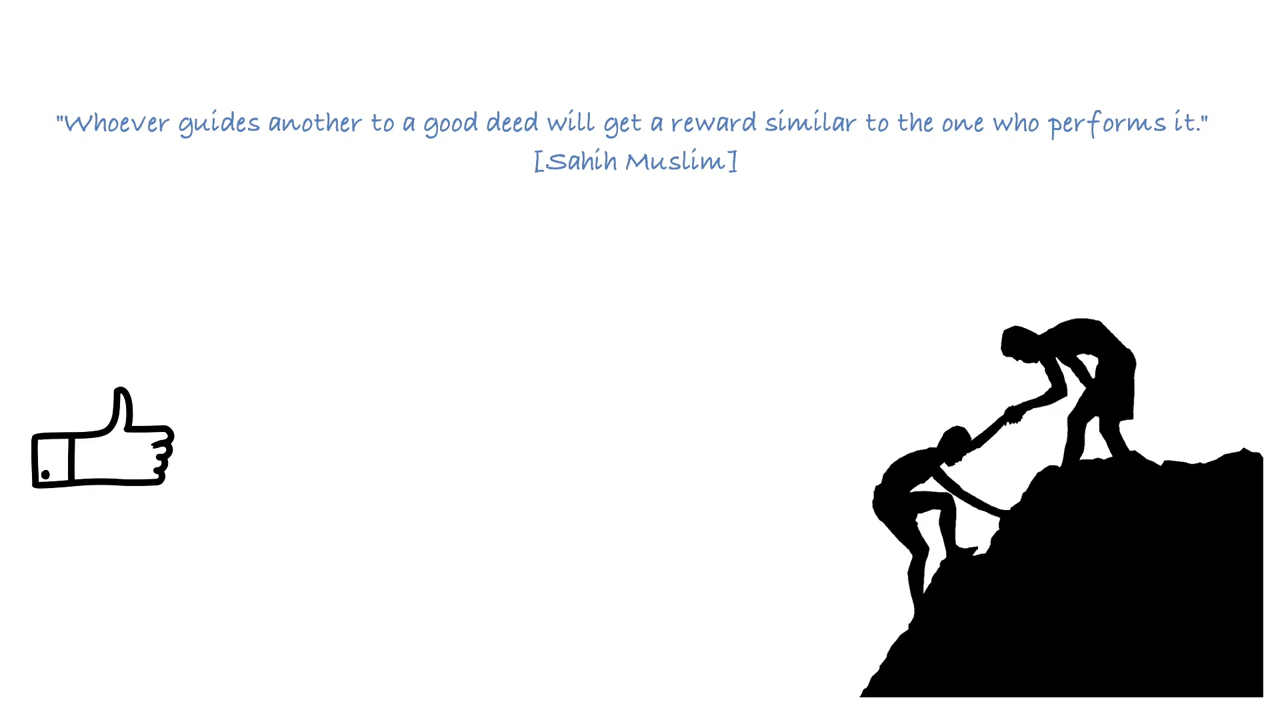 "Whoever guides another to a good deed will get a reward similar to the one who performs it."
[Sahih Muslim]